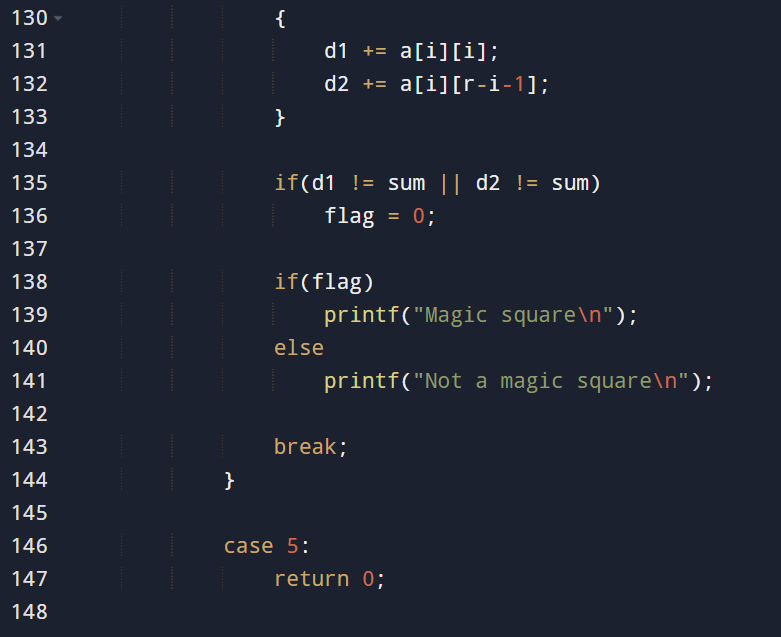 130 {
131 d1 += a[i][i];
132 d2 += a[i][r-i-1];
133 }
134
135 if(d1 != sum || d2 != sum)
136 flag = 0;
137
138 if(flag)
139 printf("Magic square\n");
140 else
141 printf("Not a magic square\n");
142
143 break;
144 }
145
146 case 5:
147 return 0;
148